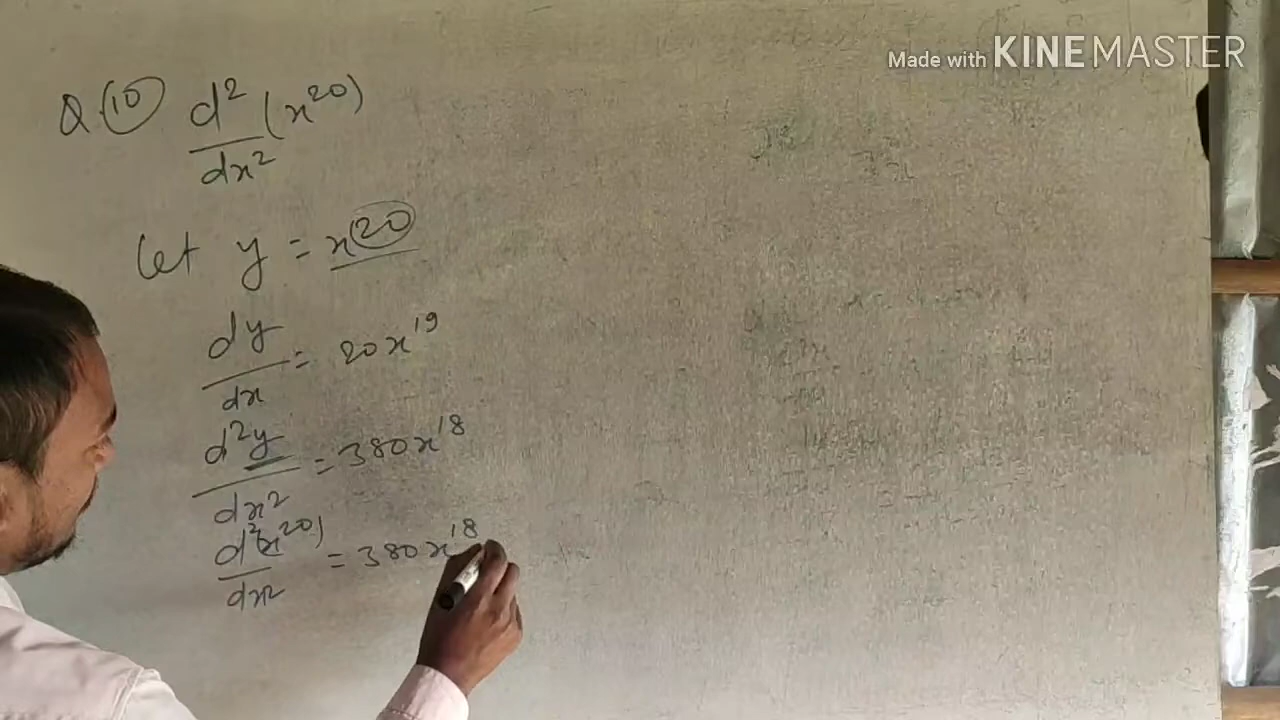 Made with KINEMASTER
Q.10 d²/dx² (x²⁰)
Let y = x²⁰
dy/dx = 20x¹⁹
d²y/dx² = 380x¹⁸
d²(x²⁰)/dx² = 380x¹⁸